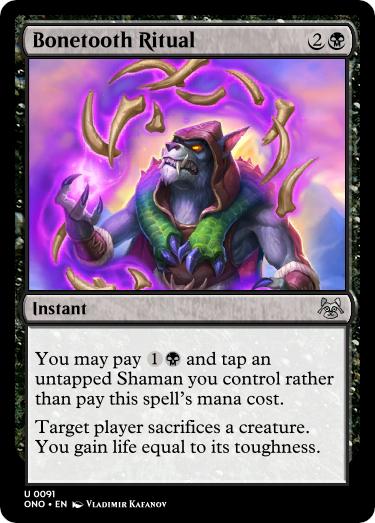 Bonetooth Ritual 2
Instant
You may pay 1 and tap an
untapped Shaman you control rather
than pay this spell's mana cost.
Target player sacrifices a creature.
You gain life equal to its toughness.
U 0091
ONO • EN Vladimir Kafanov